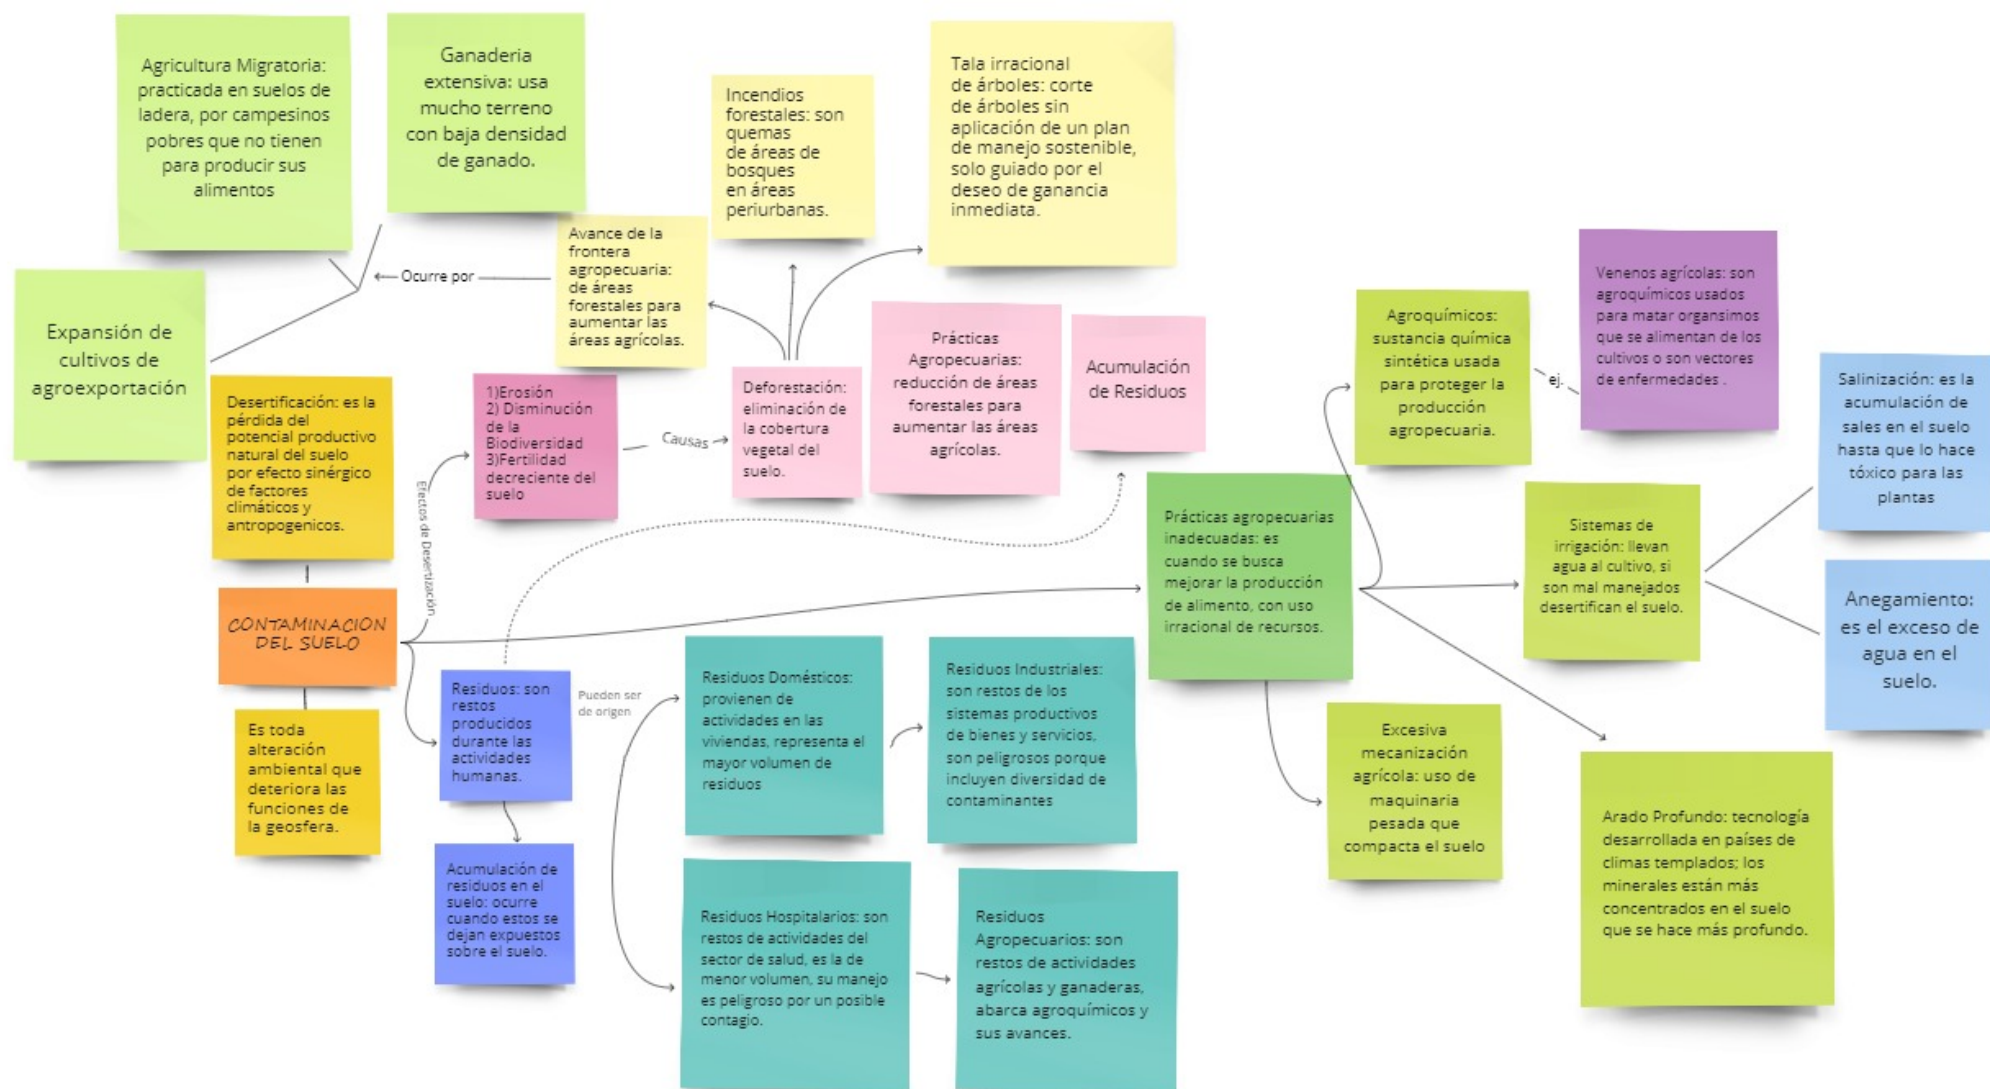 Agricultura Migratoria:
practicada en suelos de
ladera, por campesinos
pobres que no tienen
para producir sus
alimentos
Ganaderia
extensiva: usa
mucho terreno
con baja densidad
de ganado.
Incendios
forestales: son
quemas
de áreas de
bosques
en áreas
periurbanas.
Tala irracional
de árboles: corte
de árboles sin
aplicación de un plan
de manejo sostenible,
solo guiado por el
deseo de ganancia
inmediata.
Avance de la
frontera
agropecuaria:
de áreas
forestales para
aumentar las
áreas agrícolas.
Ocurre por
Expansión de
cultivos de
agroexportación
Desertificación: es la
pérdida del
potencial productivo
natural del suelo
por efecto sinérgico
de factores
climáticos y
antropogenicos.
1)Erosión
2) Disminución
de la
Biodiversidad
3)Fertilidad
decreciente del
suelo
Causas
Deforestación:
eliminación de
la cobertura
vegetal del
suelo.
Prácticas
Agropecuarias:
reducción de áreas
forestales para
aumentar las áreas
agrícolas.
Acumulación
de Residuos
Agroquímicos:
sustancia química
sintética usada
para proteger la
producción
agropecuaria.
ej.
Venenos agrícolas: son
agroquímicos usados
para matar organsimos
que se alimentan de los
cultivos o son vectores
de enfermedades .
Salinización: es la
acumulación de
sales en el suelo
hasta que lo hace
tóxico para las
plantas
Efectos de Desertización
CONTAMINACION
DEL SUELO
Prácticas agropecuarias
inadecuadas: es
cuando se busca
mejorar la producción
de alimento, con uso
irracional de recursos.
Sistemas de
irrigación: llevan
agua al cultivo, si
son mal manejados
desertifican el suelo.
Anegamiento:
es el exceso de
agua en el
suelo.
Es toda
alteración
ambiental que
deteriora las
funciones de
la geosfera.
Residuos: son
restos
producidos
durante las
actividades
humanas.
Pueden ser
de origen
Residuos Domésticos:
provienen de
actividades en las
viviendas, representa el
mayor volumen de
residuos
Residuos Industriales:
son restos de los
sistemas productivos
de bienes y servicios,
son peligrosos porque
incluyen diversidad de
contaminantes
Excesiva
mecanización
agrícola: uso de
maquinaria
pesada que
compacta el suelo
Arado Profundo: tecnología
desarrollada en países de
climas templados; los
minerales están más
concentrados en el suelo
que se hace más profundo.
Acumulación de
residuos en el
suelo: ocurre
cuando estos se
dejan expuestos
sobre el suelo.
Residuos Hospitalarios: son
restos de actividades del
sector de salud, es la de
menor volumen, su manejo
es peligroso por un posible
contagio.
Residuos
Agropecuarios: son
restos de actividades
agrícolas y ganaderas,
abarca agroquímicos y
sus avances.